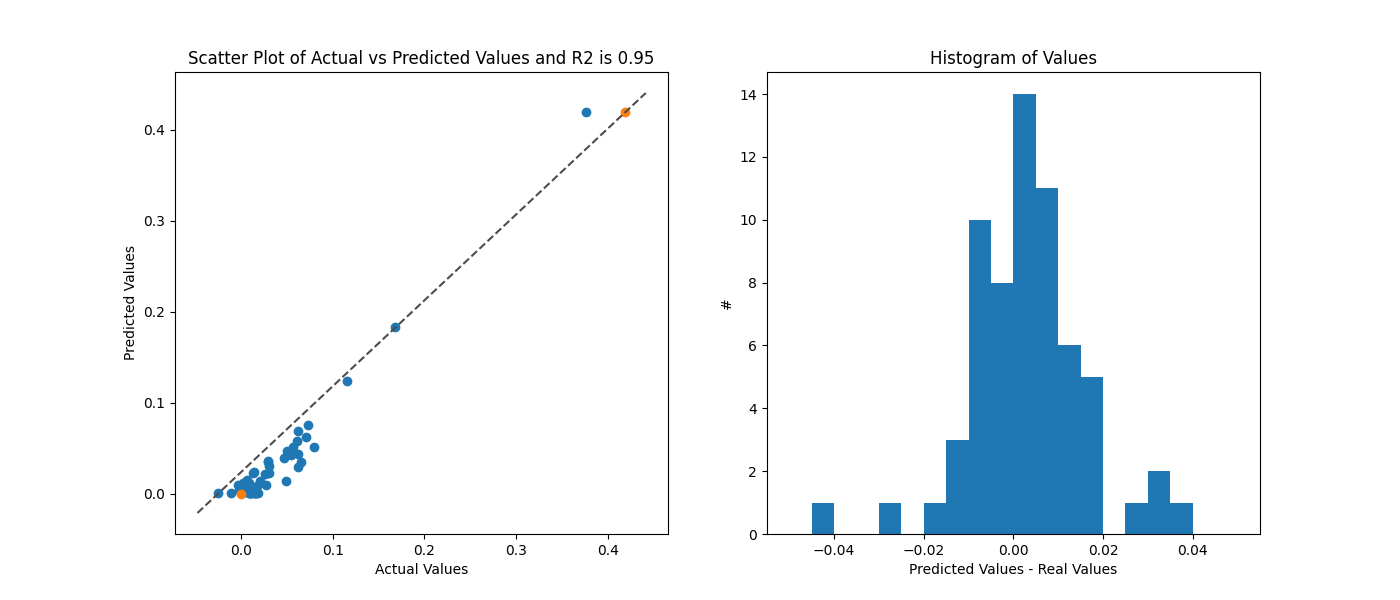 Scatter Plot of Actual vs Predicted Values and R2 is 0.95
0.4
0.3
0.2
0.1
0.0
Predicted Values
0.0 0.1 0.2 0.3 0.4
Actual Values
Histogram of Values
14
12
10
8
6
4
2
0
#
−0.04 −0.02 0.00 0.02 0.04
Predicted Values - Real Values